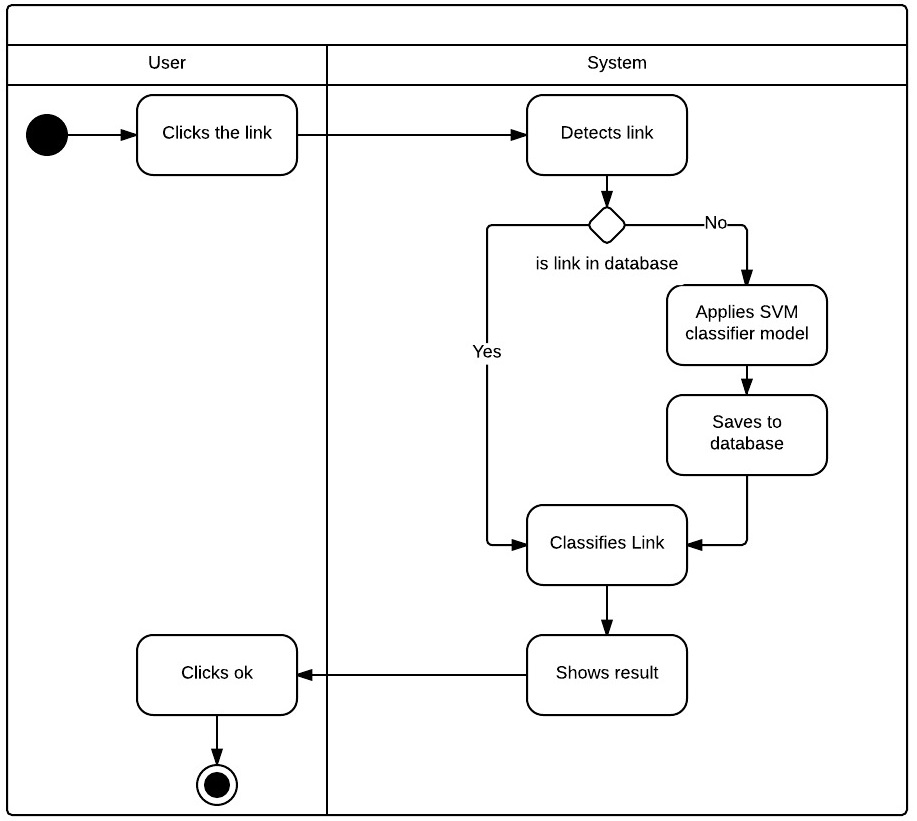 User
System
Clicks the link
Detects link
No
is link in database
Applies SVM
classifier model
Yes
Saves to
database
Classifies Link
Clicks ok
Shows result